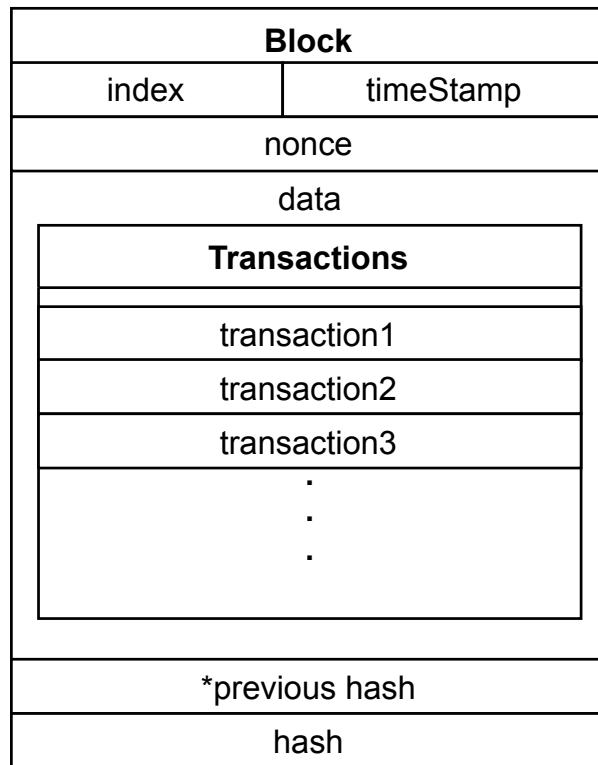 Block
index timeStamp
nonce
data
Transactions
transaction1
transaction2
transaction3
.
.
.
*previous hash
hash